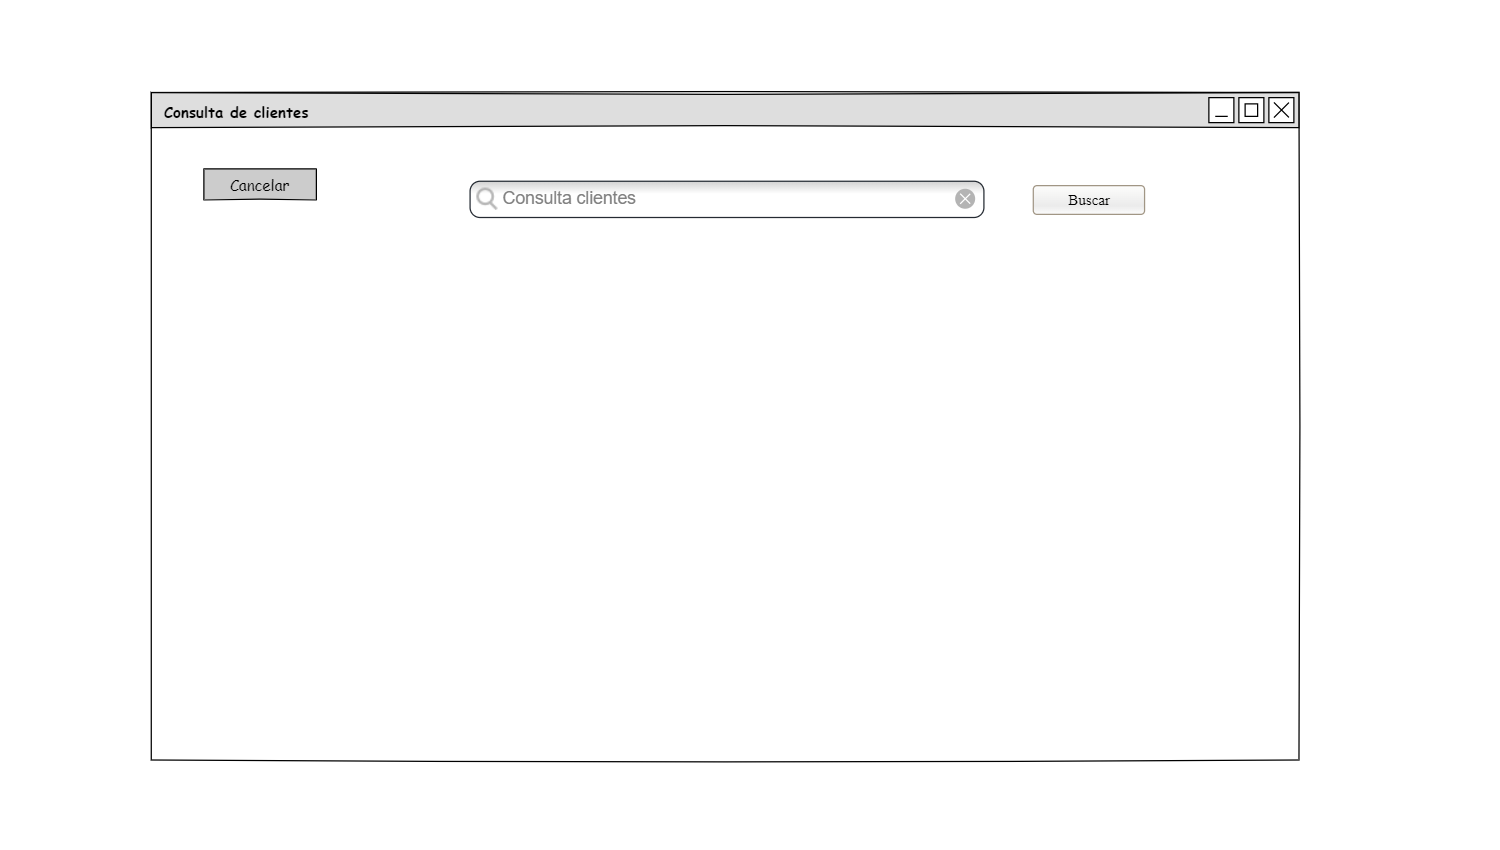 Consulta de clientes
Cancelar
Consulta clientes
Buscar